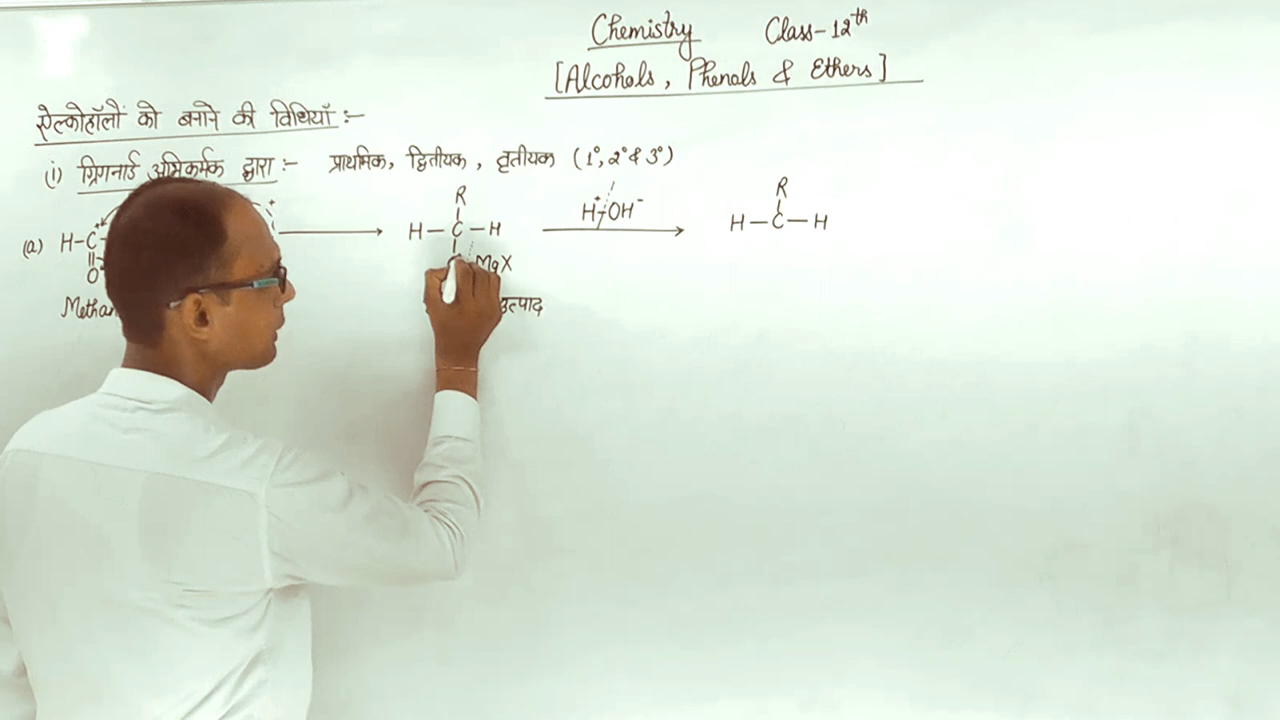 Chemistry Class-12th
[Alcohols, Phenols & Ethers]
ऐल्कोहॉलों को बनाने की विधियाँ :-
(i) ग्रिगनार्ड अभिकर्मक द्वारा :- प्राथमिक, द्वितीयक, तृतीयक (1°, 2° & 3°)
R R
H+ OH-
(a) H-C H-C-H H-C-H
O MgX
उत्पाद